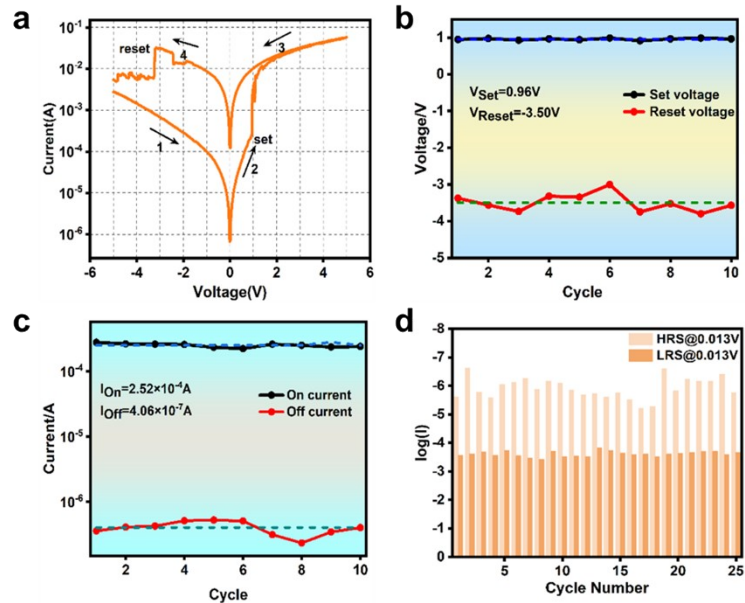 a
10⁻¹
10⁻²
10⁻³
10⁻⁴
10⁻⁵
10⁻⁶
Current(A)
reset
4
3
1
set
2
-6 -4 -2 0 2 4 6
Voltage(V)
b
1
0
-1
-2
-3
-4
-5
Voltage/V
V_Set=0.96V
V_Reset=-3.50V
Set voltage
Reset voltage
2 4 6 8 10
Cycle
c
10⁻⁴
10⁻⁵
10⁻⁶
Current/A
I_On=2.52×10⁻⁴A
I_Off=4.06×10⁻⁷A
On current
Off current
2 4 6 8 10
Cycle
d
-8
-7
-6
-5
-4
-3
-2
-1
0
log(I)
HRS@0.013V
LRS@0.013V
5 10 15 20 25
Cycle Number